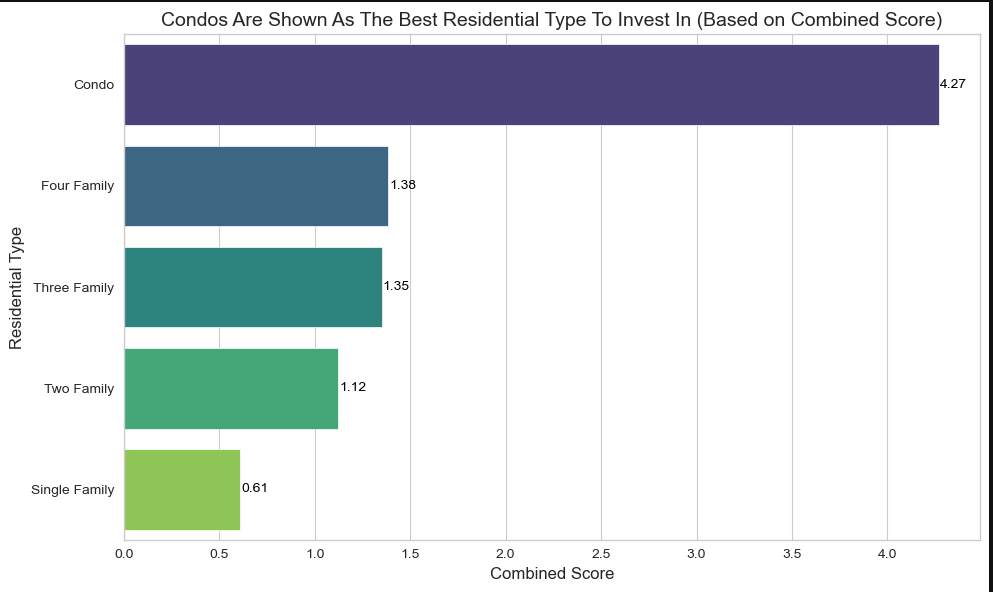 Condos Are Shown As The Best Residential Type To Invest In (Based on Combined Score)
Residential Type
Condo
4.27
Four Family
1.38
Three Family
1.35
Two Family
1.12
Single Family
0.61
0.0 0.5 1.0 1.5 2.0 2.5 3.0 3.5 4.0
Combined Score